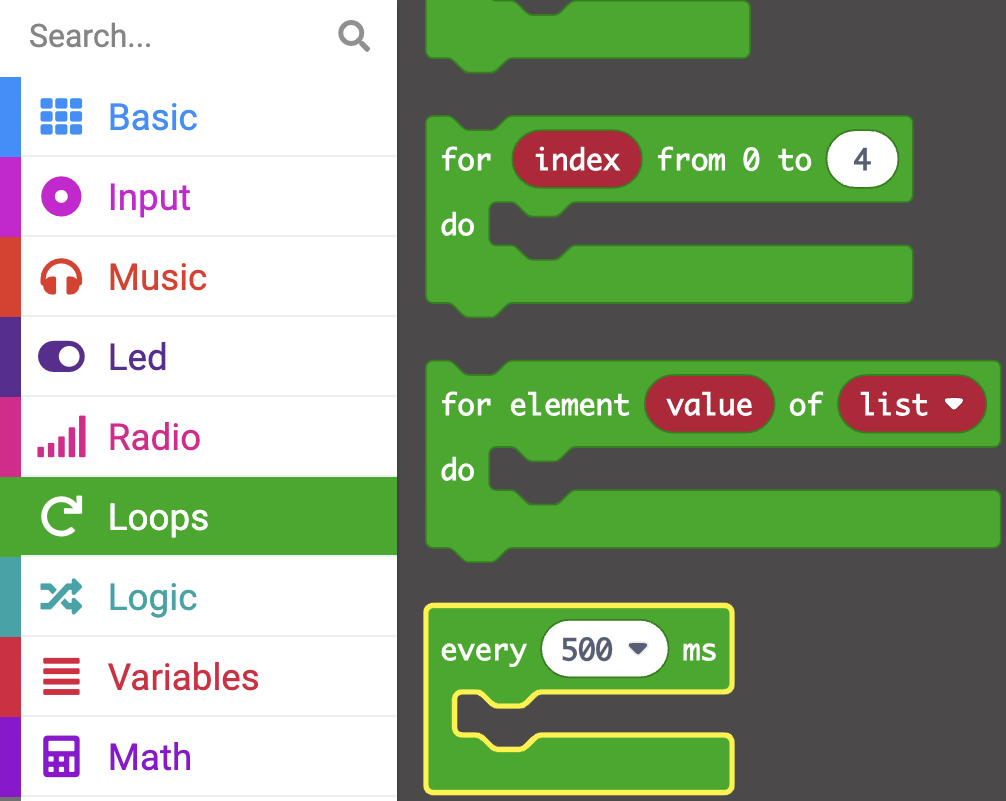 Search...
Basic
Input
Music
Led
Radio
Loops
Logic
Variables
Math
for index from 0 to 4
do
for element value of list
do
every 500 ms